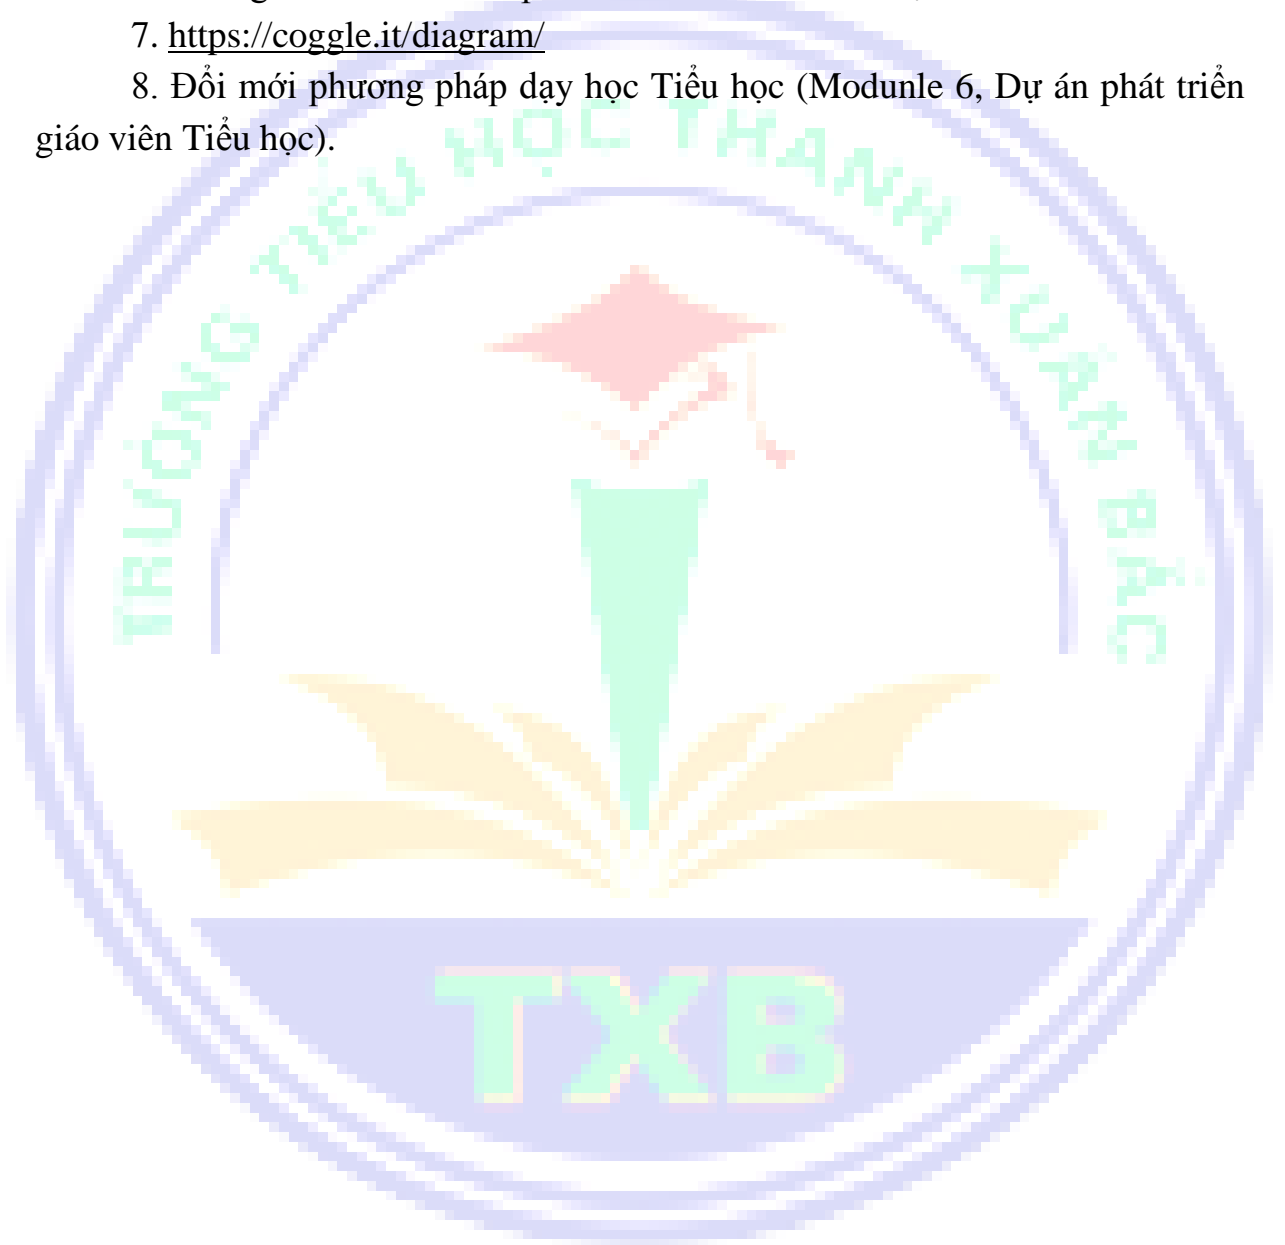 7. https://coggle.it/diagram/
8. Đổi mới phương pháp dạy học Tiểu học (Modunle 6, Dự án phát triển
giáo viên Tiểu học).
TRƯỜNG TIỂU HỌC THANH XUÂN BẮC
TXB